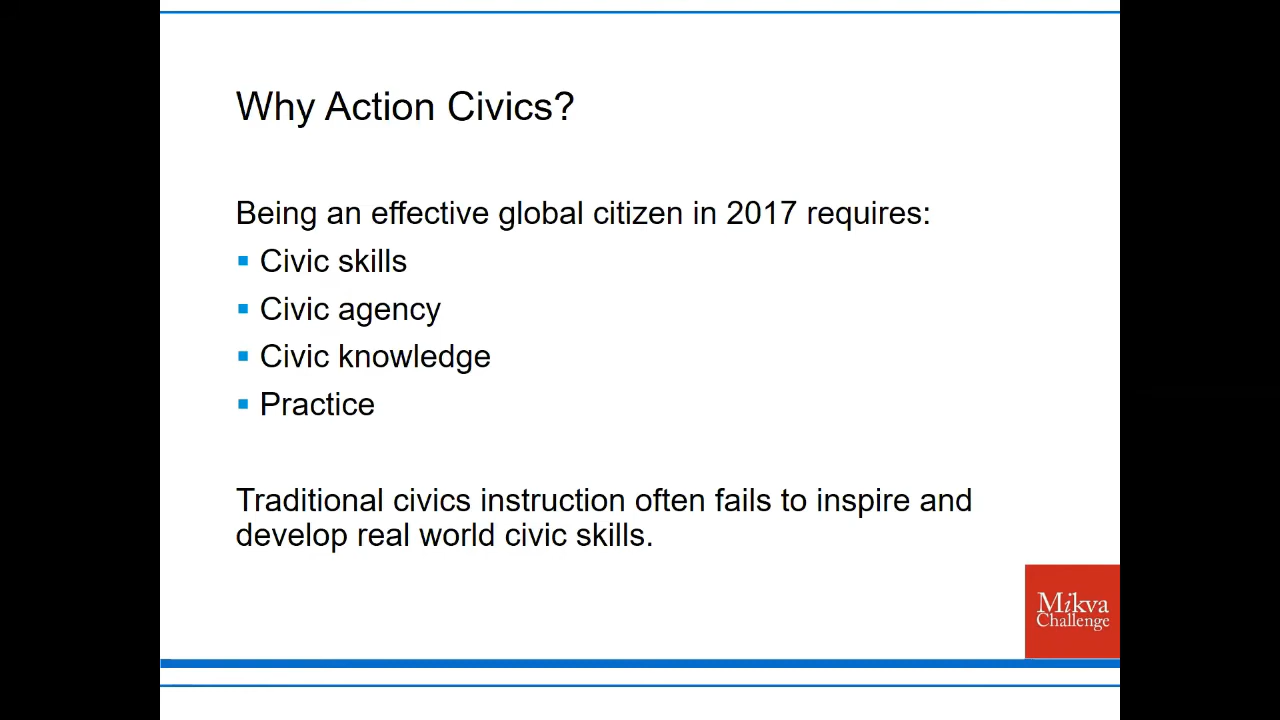 Why Action Civics?
Being an effective global citizen in 2017 requires:
Civic skills
Civic agency
Civic knowledge
Practice
Traditional civics instruction often fails to inspire and
develop real world civic skills.
Mikva
Challenge